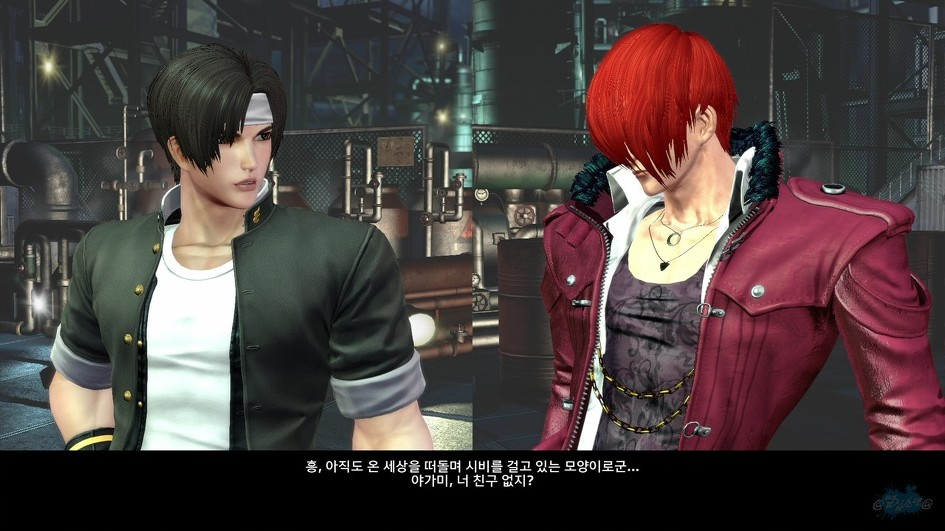 흥, 아직도 온 세상을 떠돌며 시비를 걸고 있는 모양이로군...
야가미, 너 친구 없지?